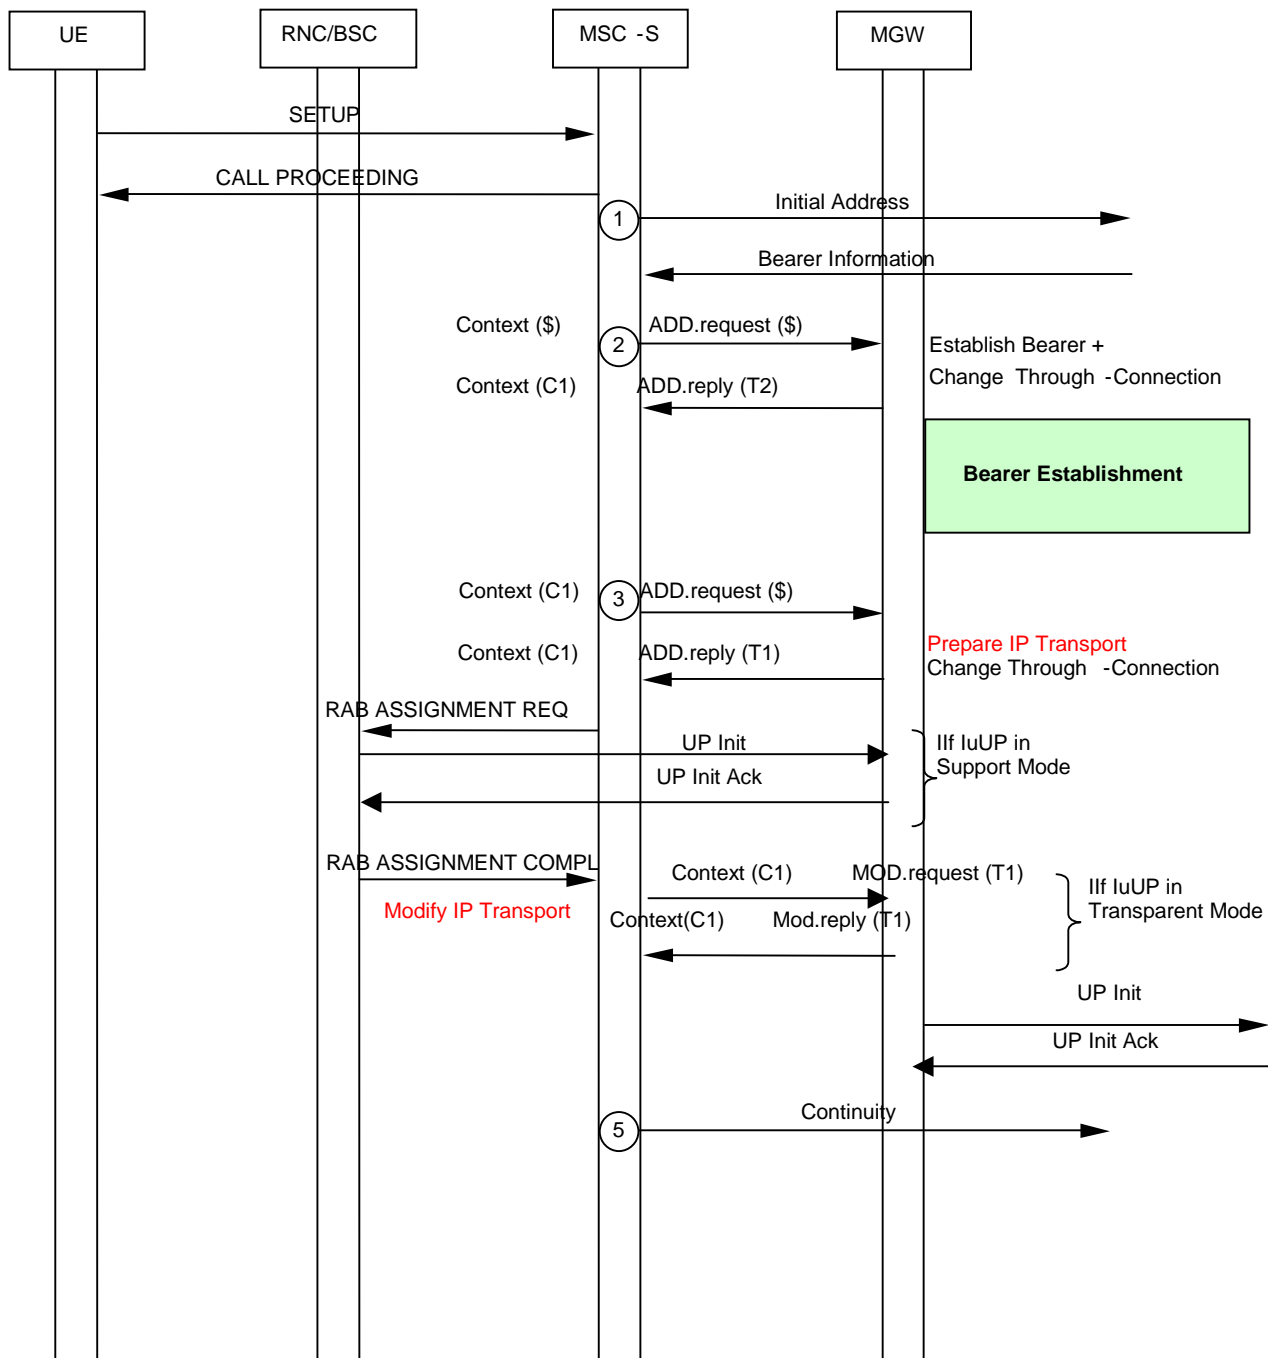 UE
RNC/BSC
MSC -S
MGW
SETUP
CALL PROCEEDING
1
Initial Address
Bearer Information
Context ($)
2
ADD.request ($)
Establish Bearer +
Change Through -Connection
Context (C1)
ADD.reply (T2)
Bearer Establishment
Context (C1)
3
ADD.request ($)
Prepare IP Transport
Change Through -Connection
Context (C1)
ADD.reply (T1)
RAB ASSIGNMENT REQ
UP Init
IIf IuUP in
Support Mode
UP Init Ack
RAB ASSIGNMENT COMPL
Context (C1)
MOD.request (T1)
IIf IuUP in
Transparent Mode
Modify IP Transport
Context(C1)
Mod.reply (T1)
UP Init
UP Init Ack
5
Continuity